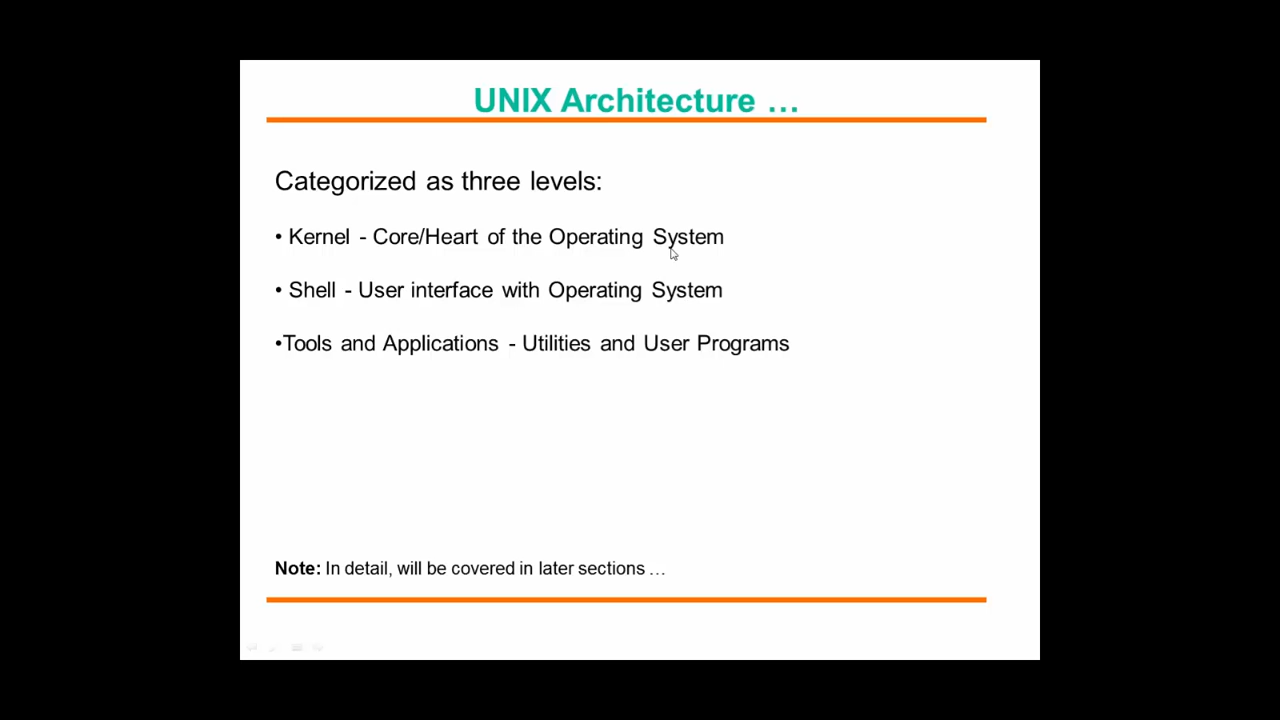 UNIX Architecture …
Categorized as three levels:
• Kernel - Core/Heart of the Operating System
• Shell - User interface with Operating System
•Tools and Applications - Utilities and User Programs
Note: In detail, will be covered in later sections …